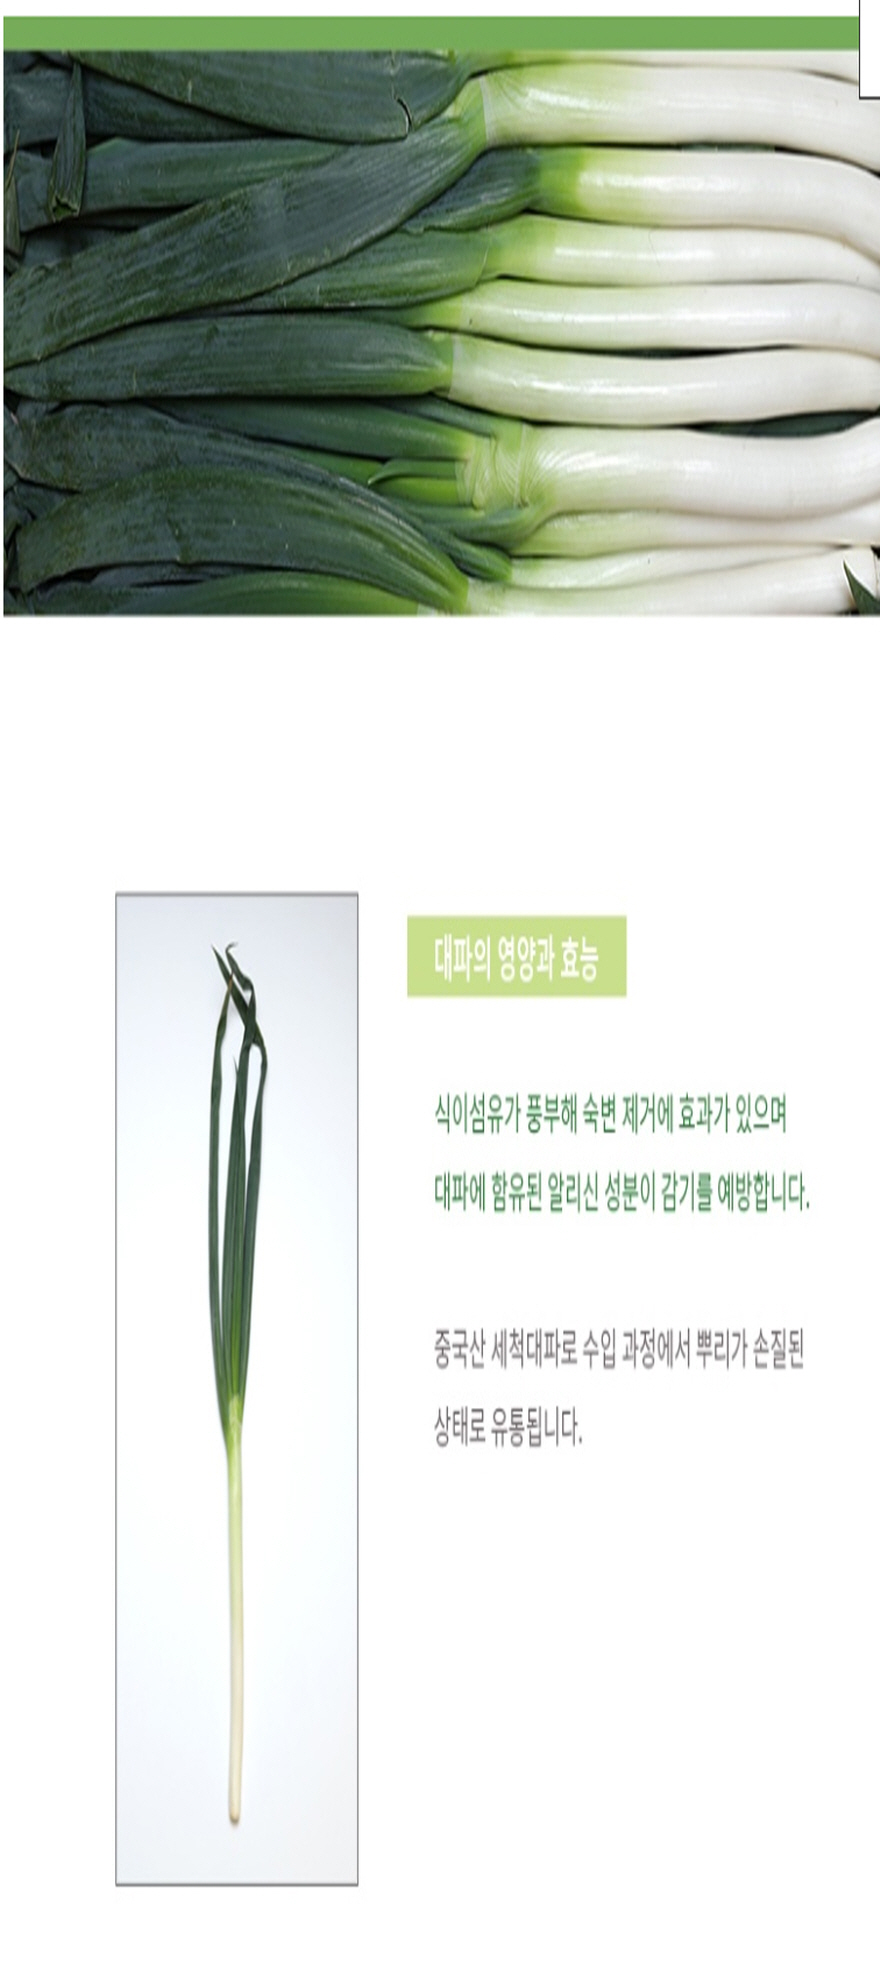 대파의 영양과 효능
식이섬유가 풍부해 숙변 제거에 효과가 있으며
대파에 함유된 알리신 성분이 감기를 예방합니다.
중국산 세척대파로 수입 과정에서 뿌리가 손질된
상태로 유통됩니다.